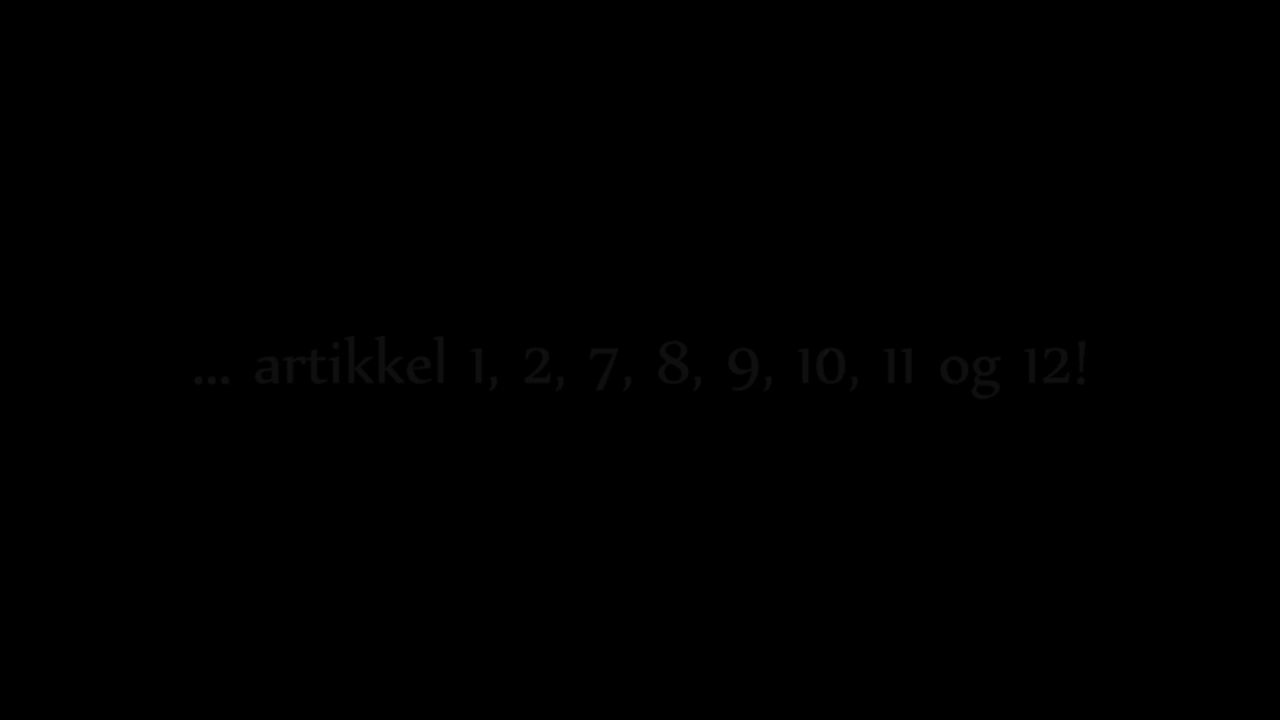 ... artikkel 1, 2, 7, 8, 9, 10, 11 og 12!